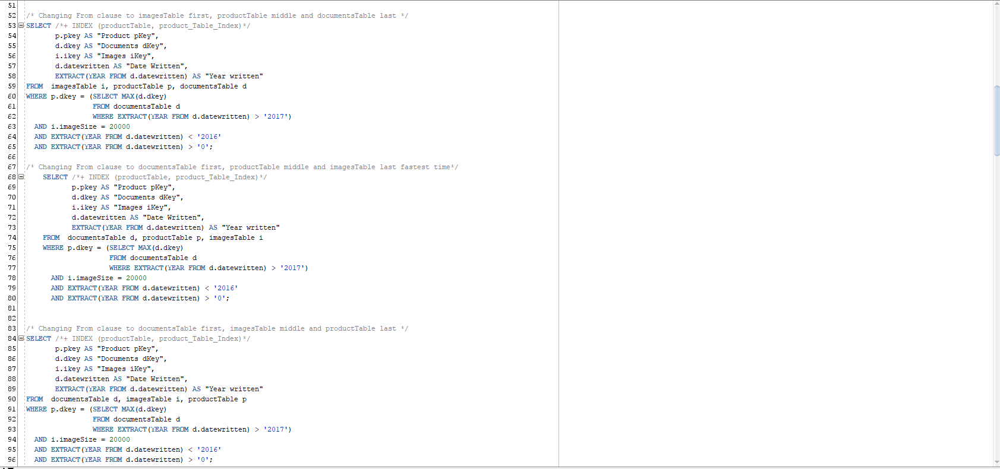 51
52 /* Changing From clause to imagesTable first, productTable middle and documentsTable last */
53 SELECT /*+ INDEX (productTable, product_Table_Index)*/
54 p.pkey AS "Product pKey",
55 d.dkey AS "Documents dKey",
56 i.ikey AS "Images iKey",
57 d.datewritten AS "Date Written",
58 EXTRACT(YEAR FROM d.datewritten) AS "Year written"
59 FROM imagesTable i, productTable p, documentsTable d
60 WHERE p.dkey = (SELECT MAX(d.dkey)
61 FROM documentsTable d
62 WHERE EXTRACT(YEAR FROM d.datewritten) > '2017')
63 AND i.imageSize = 20000
64 AND EXTRACT(YEAR FROM d.datewritten) < '2016'
65 AND EXTRACT(YEAR FROM d.datewritten) > '0';
66
67 /* Changing From clause to documentsTable first, productTable middle and imagesTable last fastest time*/
68 SELECT /*+ INDEX (productTable, product_Table_Index)*/
69 p.pkey AS "Product pKey",
70 d.dkey AS "Documents dKey",
71 i.ikey AS "Images iKey",
72 d.datewritten AS "Date Written",
73 EXTRACT(YEAR FROM d.datewritten) AS "Year written"
74 FROM documentsTable d, productTable p, imagesTable i
75 WHERE p.dkey = (SELECT MAX(d.dkey)
76 FROM documentsTable d
77 WHERE EXTRACT(YEAR FROM d.datewritten) > '2017')
78 AND i.imageSize = 20000
79 AND EXTRACT(YEAR FROM d.datewritten) < '2016'
80 AND EXTRACT(YEAR FROM d.datewritten) > '0';
81
82
83 /* Changing From clause to documentsTable first, imagesTable middle and productTable last */
84 SELECT /*+ INDEX (productTable, product_Table_Index)*/
85 p.pkey AS "Product pKey",
86 d.dkey AS "Documents dKey",
87 i.ikey AS "Images iKey",
88 d.datewritten AS "Date Written",
89 EXTRACT(YEAR FROM d.datewritten) AS "Year written"
90 FROM documentsTable d, imagesTable i, productTable p
91 WHERE p.dkey = (SELECT MAX(d.dkey)
92 FROM documentsTable d
93 WHERE EXTRACT(YEAR FROM d.datewritten) > '2017')
94 AND i.imageSize = 20000
95 AND EXTRACT(YEAR FROM d.datewritten) < '2016'
96 AND EXTRACT(YEAR FROM d.datewritten) > '0';